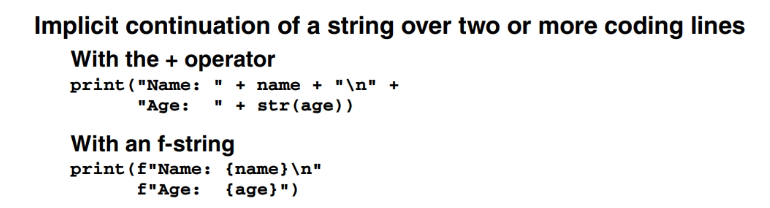 Implicit continuation of a string over two or more coding lines
With the + operator
print("Name: " + name + "\n" +
      "Age:  " + str(age))
With an f-string
print(f"Name: {name}\n"
      f"Age:  {age}")